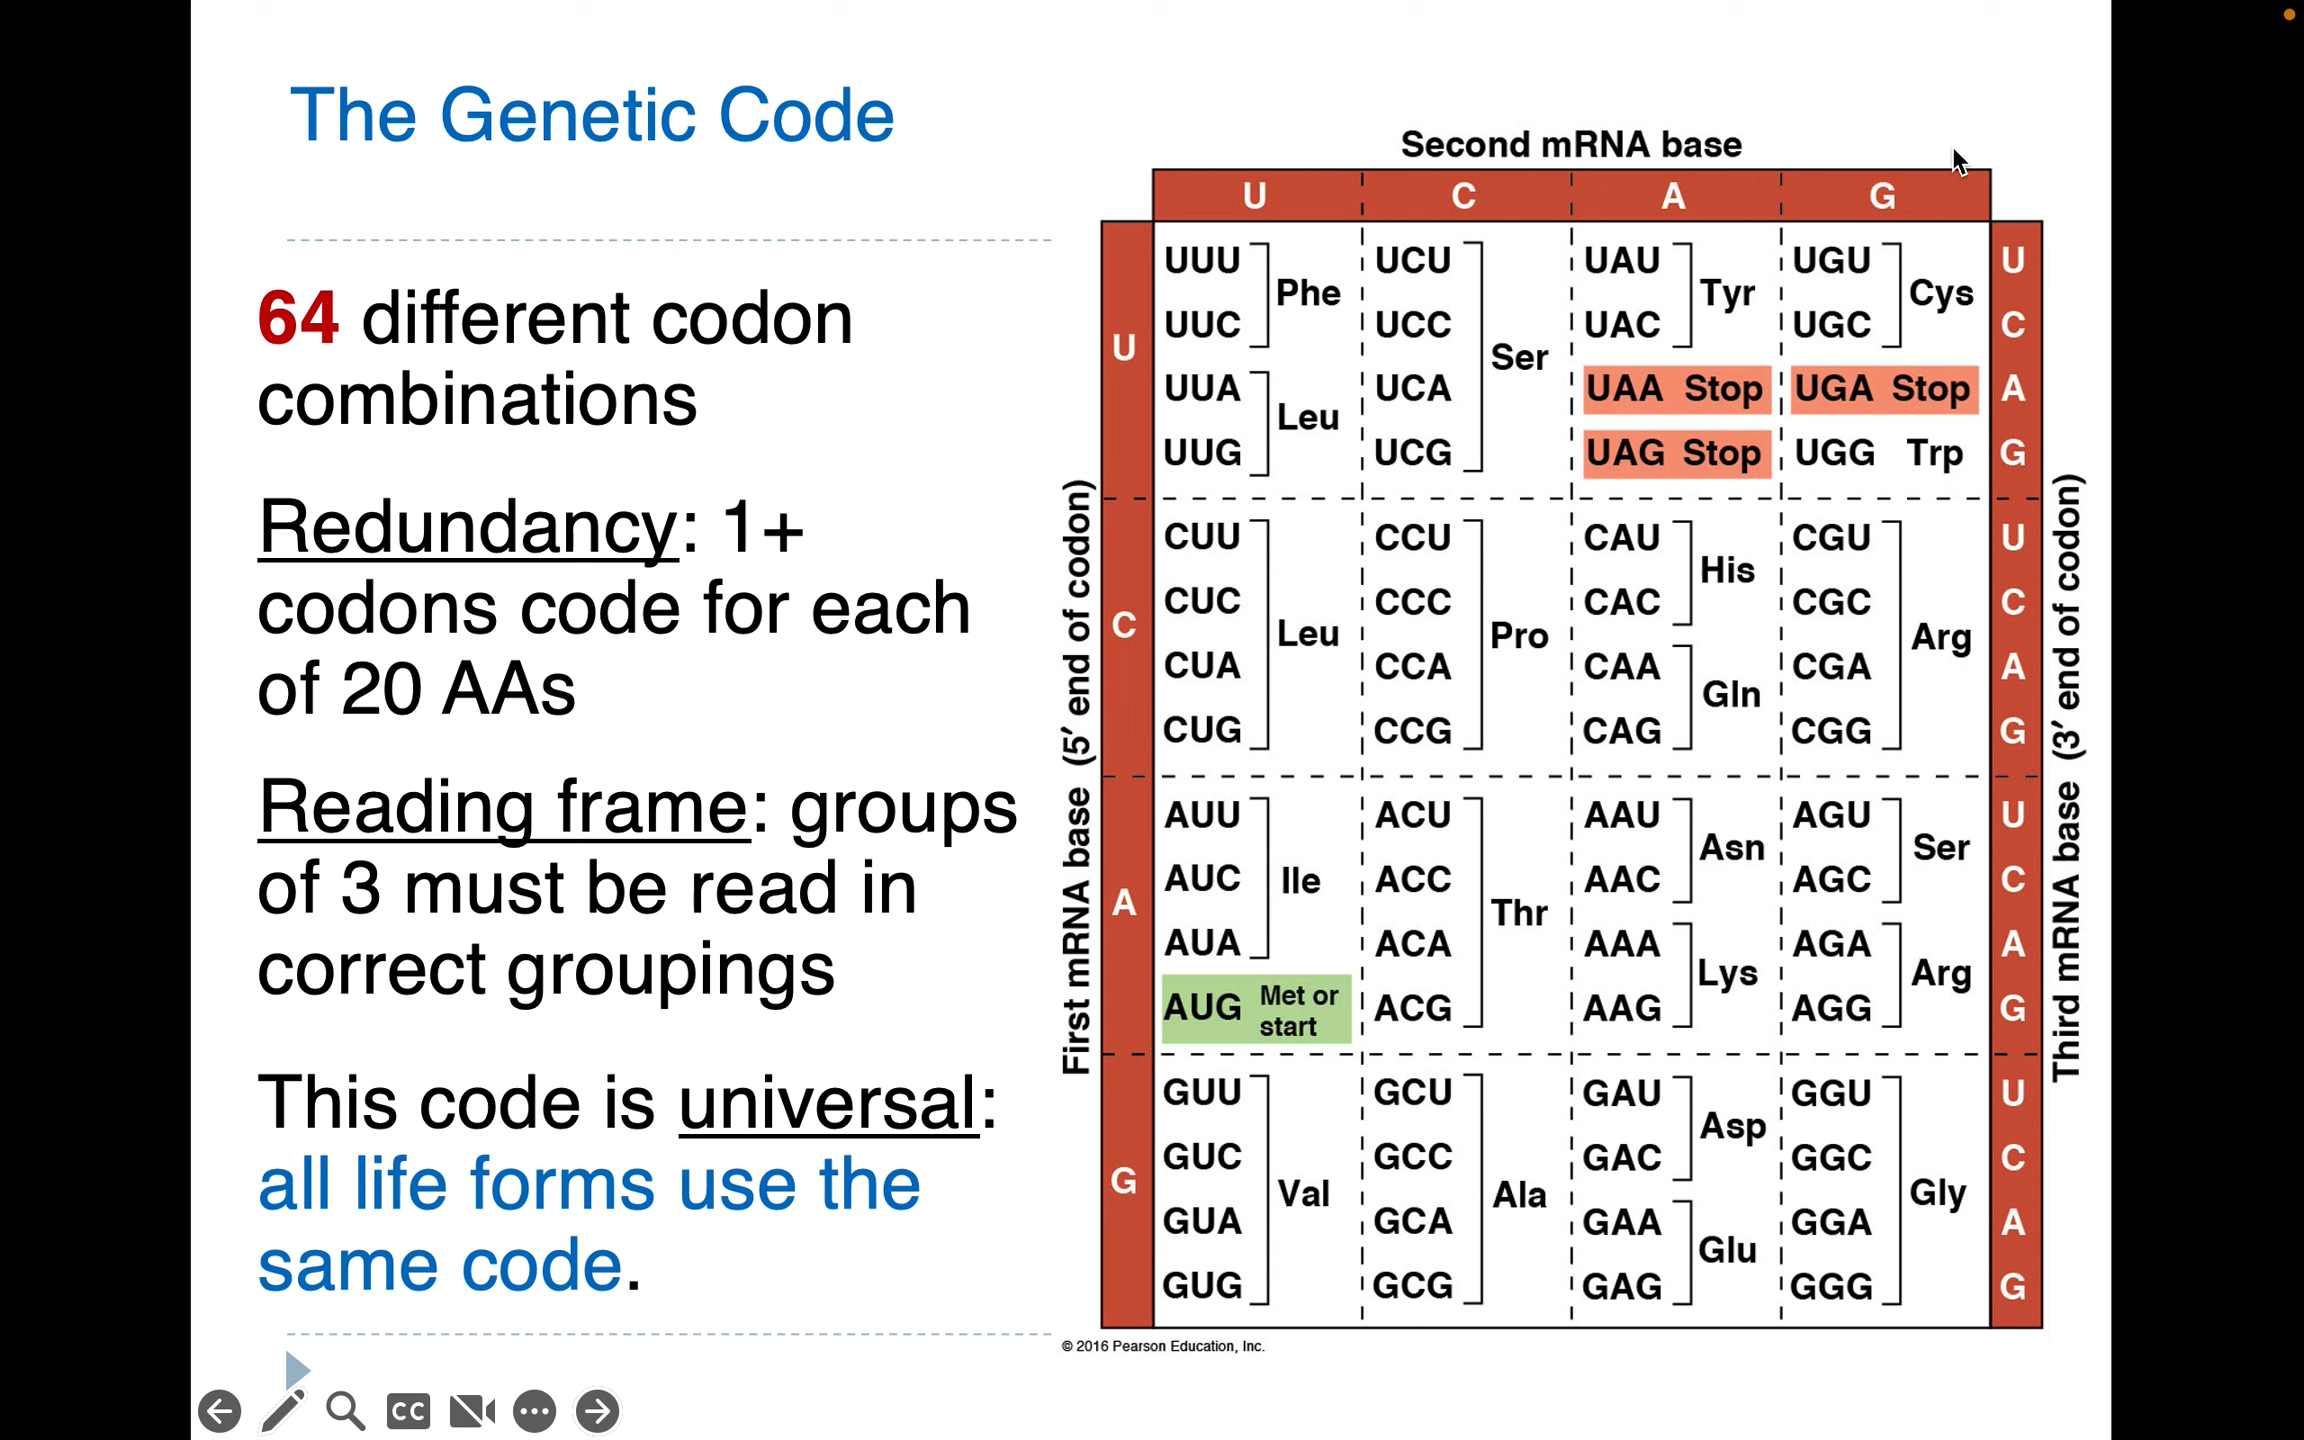 The Genetic Code
64 different codon
combinations
Redundancy: 1+
codons code for each
of 20 AAs
Reading frame: groups
of 3 must be read in
correct groupings
This code is universal:
all life forms use the
same code.
Second mRNA base
U C A G
First mRNA base (5′ end of codon)
Third mRNA base (3′ end of codon)
U
UUU UCU UAU UGU U
Phe Tyr Cys
UUC UCC UAC UGC C
Ser
UUA UCA UAA Stop UGA Stop A
Leu
UUG UCG UAG Stop UGG Trp G
C
CUU CCU CAU CGU U
His
CUC CCC CAC CGC C
Leu Pro Arg
CUA CCA CAA CGA A
Gln
CUG CCG CAG CGG G
A
AUU ACU AAU AGU U
Asn Ser
AUC Ile ACC AAC AGC C
Thr
AUA ACA AAA AGA A
Lys Arg
AUG Met or start ACG AAG AGG G
G
GUU GCU GAU GGU U
Asp
GUC GCC GAC GGC C
Val Ala Gly
GUA GCA GAA GGA A
Glu
GUG GCG GAG GGG G
© 2016 Pearson Education, Inc.
CC